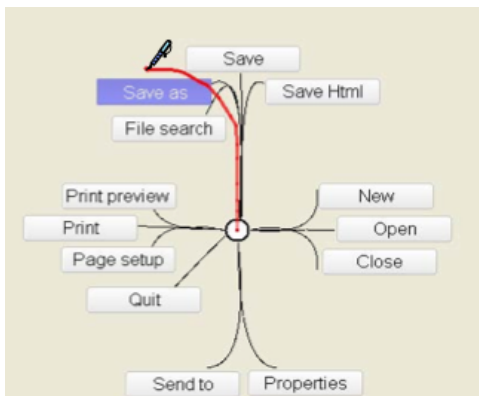 Save
Save as
Save Html
File search
Print preview
New
Print
Open
Page setup
Close
Quit
Send to
Properties